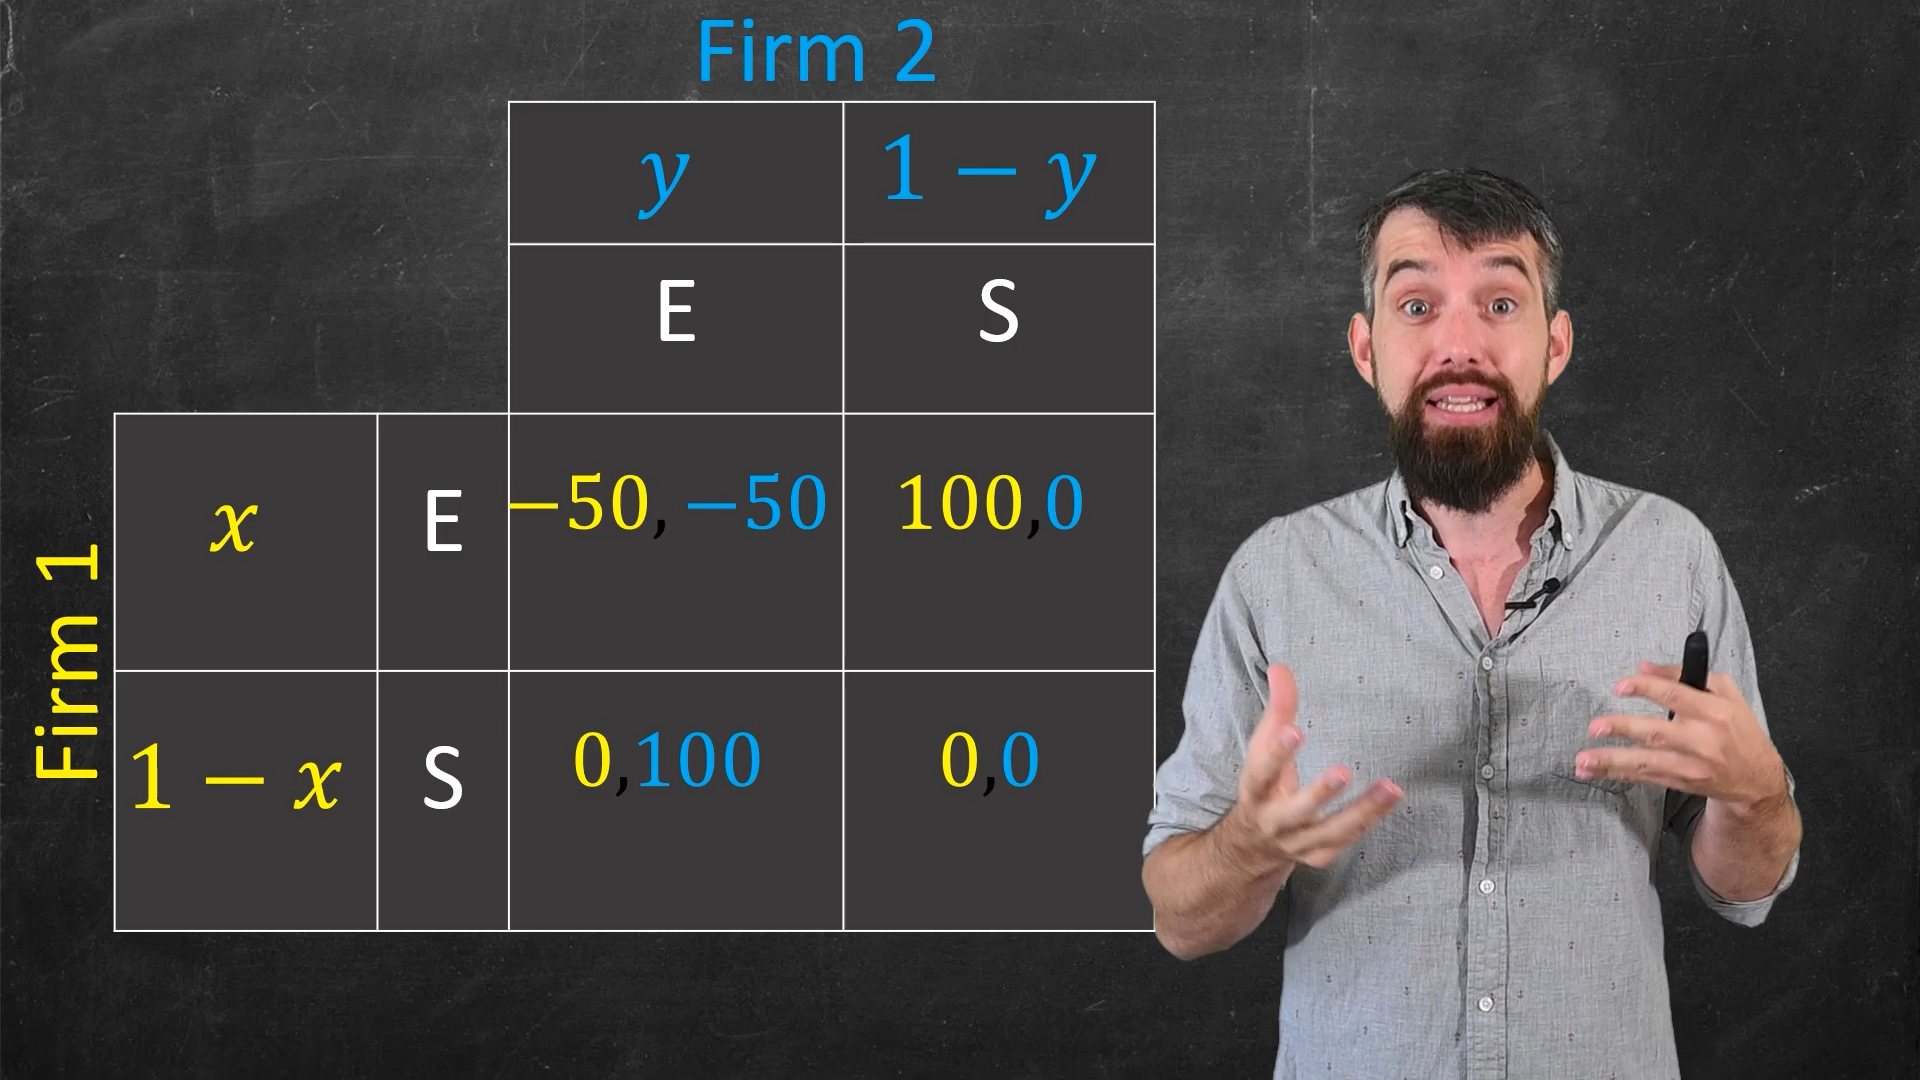 Firm 2
y 1 − y
E S
Firm 1
x E −50, −50 100,0
1 − x S 0,100 0,0